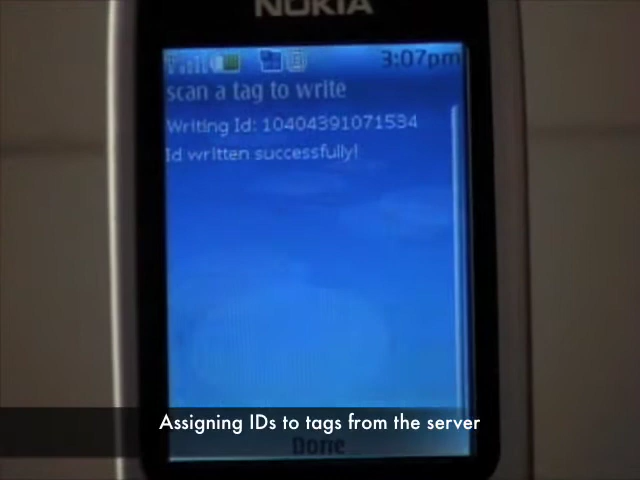 NOKIA
3:07pm
scan a tag to write
Writing Id: 10404391071534
Id written successfully!
Assigning IDs to tags from the server
Done